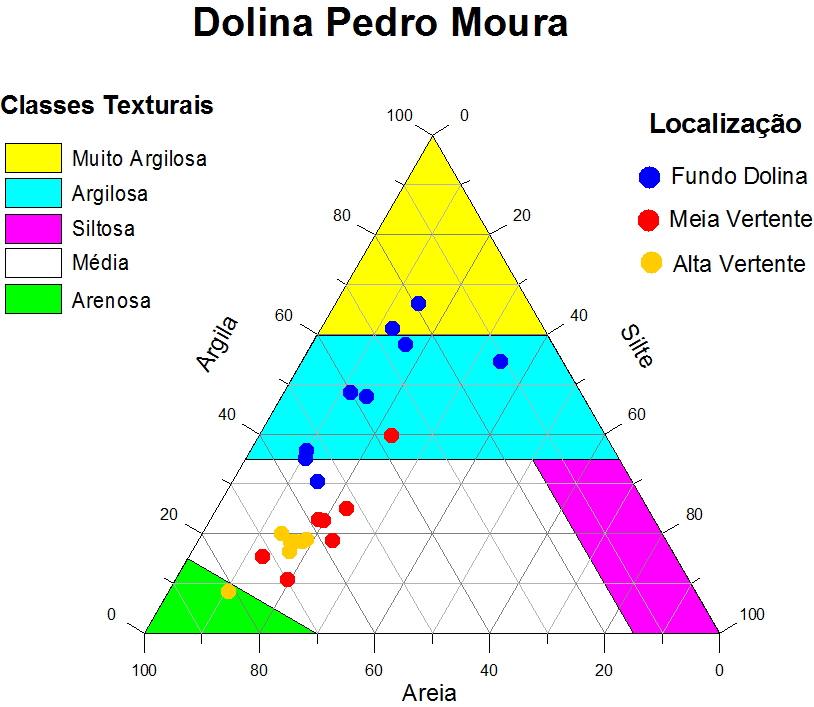 Dolina Pedro Moura
Classes Texturais
Muito Argilosa
Argilosa
Siltosa
Média
Arenosa
Localização
Fundo Dolina
Meia Vertente
Alta Vertente
100 0
80 20
60 40
Argila Silte
40 60
20 80
0 100
100 80 60 40 20 0
Areia